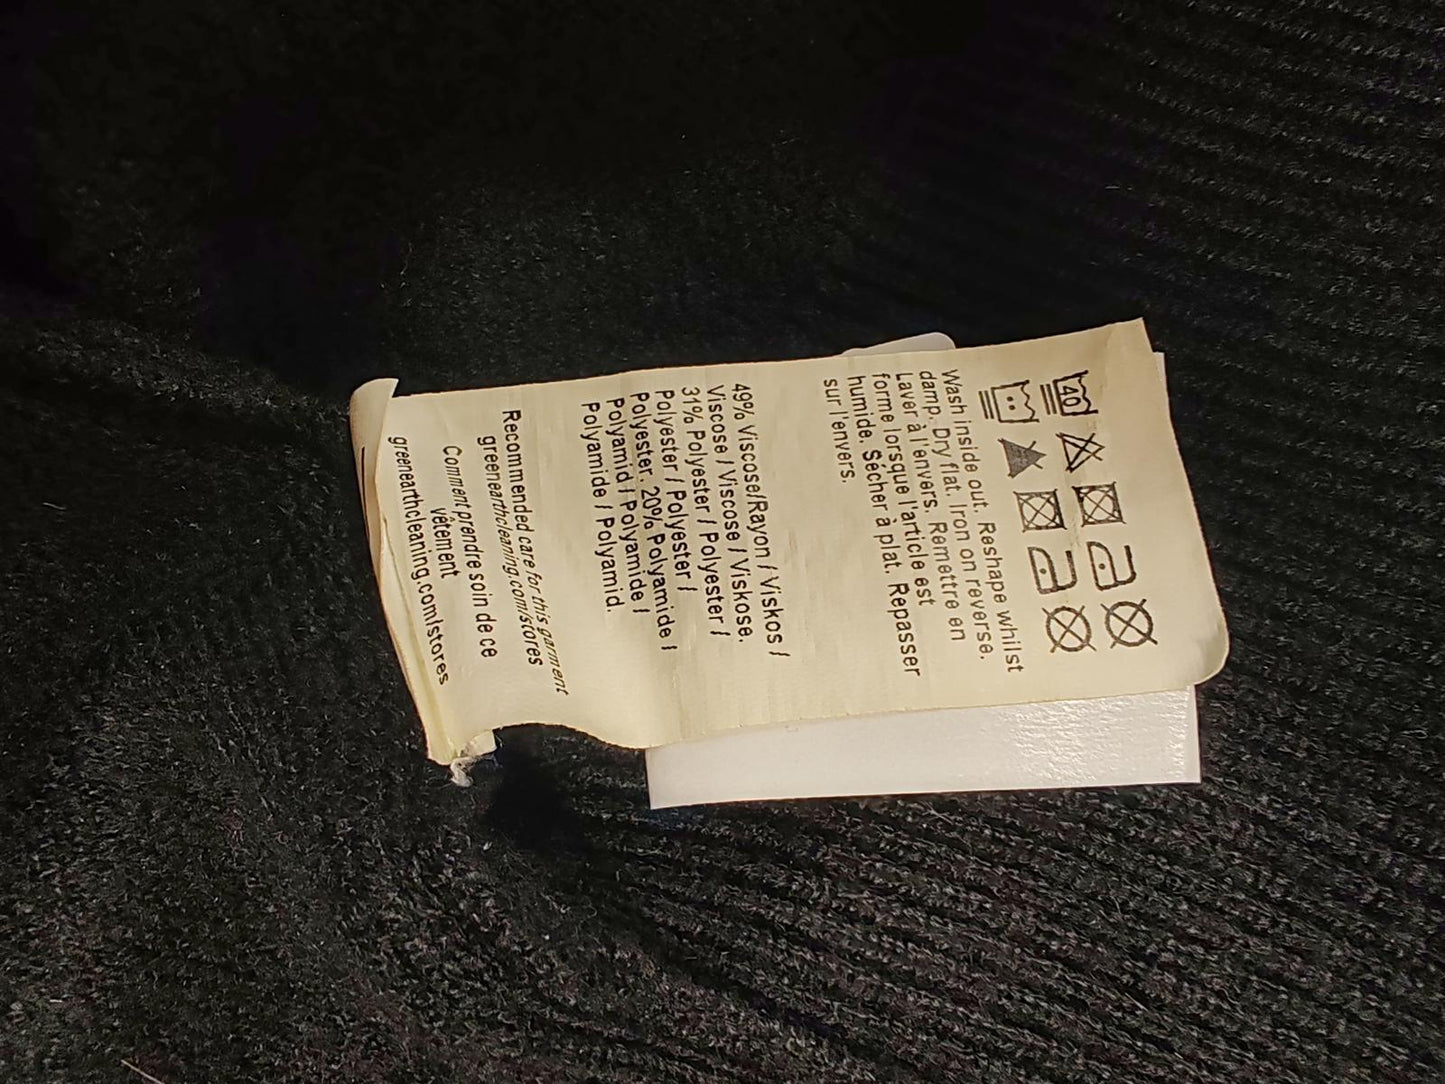 40
Wash inside out. Reshape whilst
damp. Dry flat. Iron on reverse.
Laver à l'envers. Remettre en
forme lorsque l'article est
humide. Sécher à plat. Repasser
sur l'envers.
49% Viscose/Rayon / Viskos /
Viscose / Viscose / Viskose.
31% Polyester / Polyester /
Polyester / Polyester /
Polyester. 20% Polyamide /
Polyamid / Polyamide /
Polyamide / Polyamid.
Recommended care for this garment
greenearthcleaning.com/stores
Comment prendre soin de ce
vêtement
greenearthcleaning.com/stores